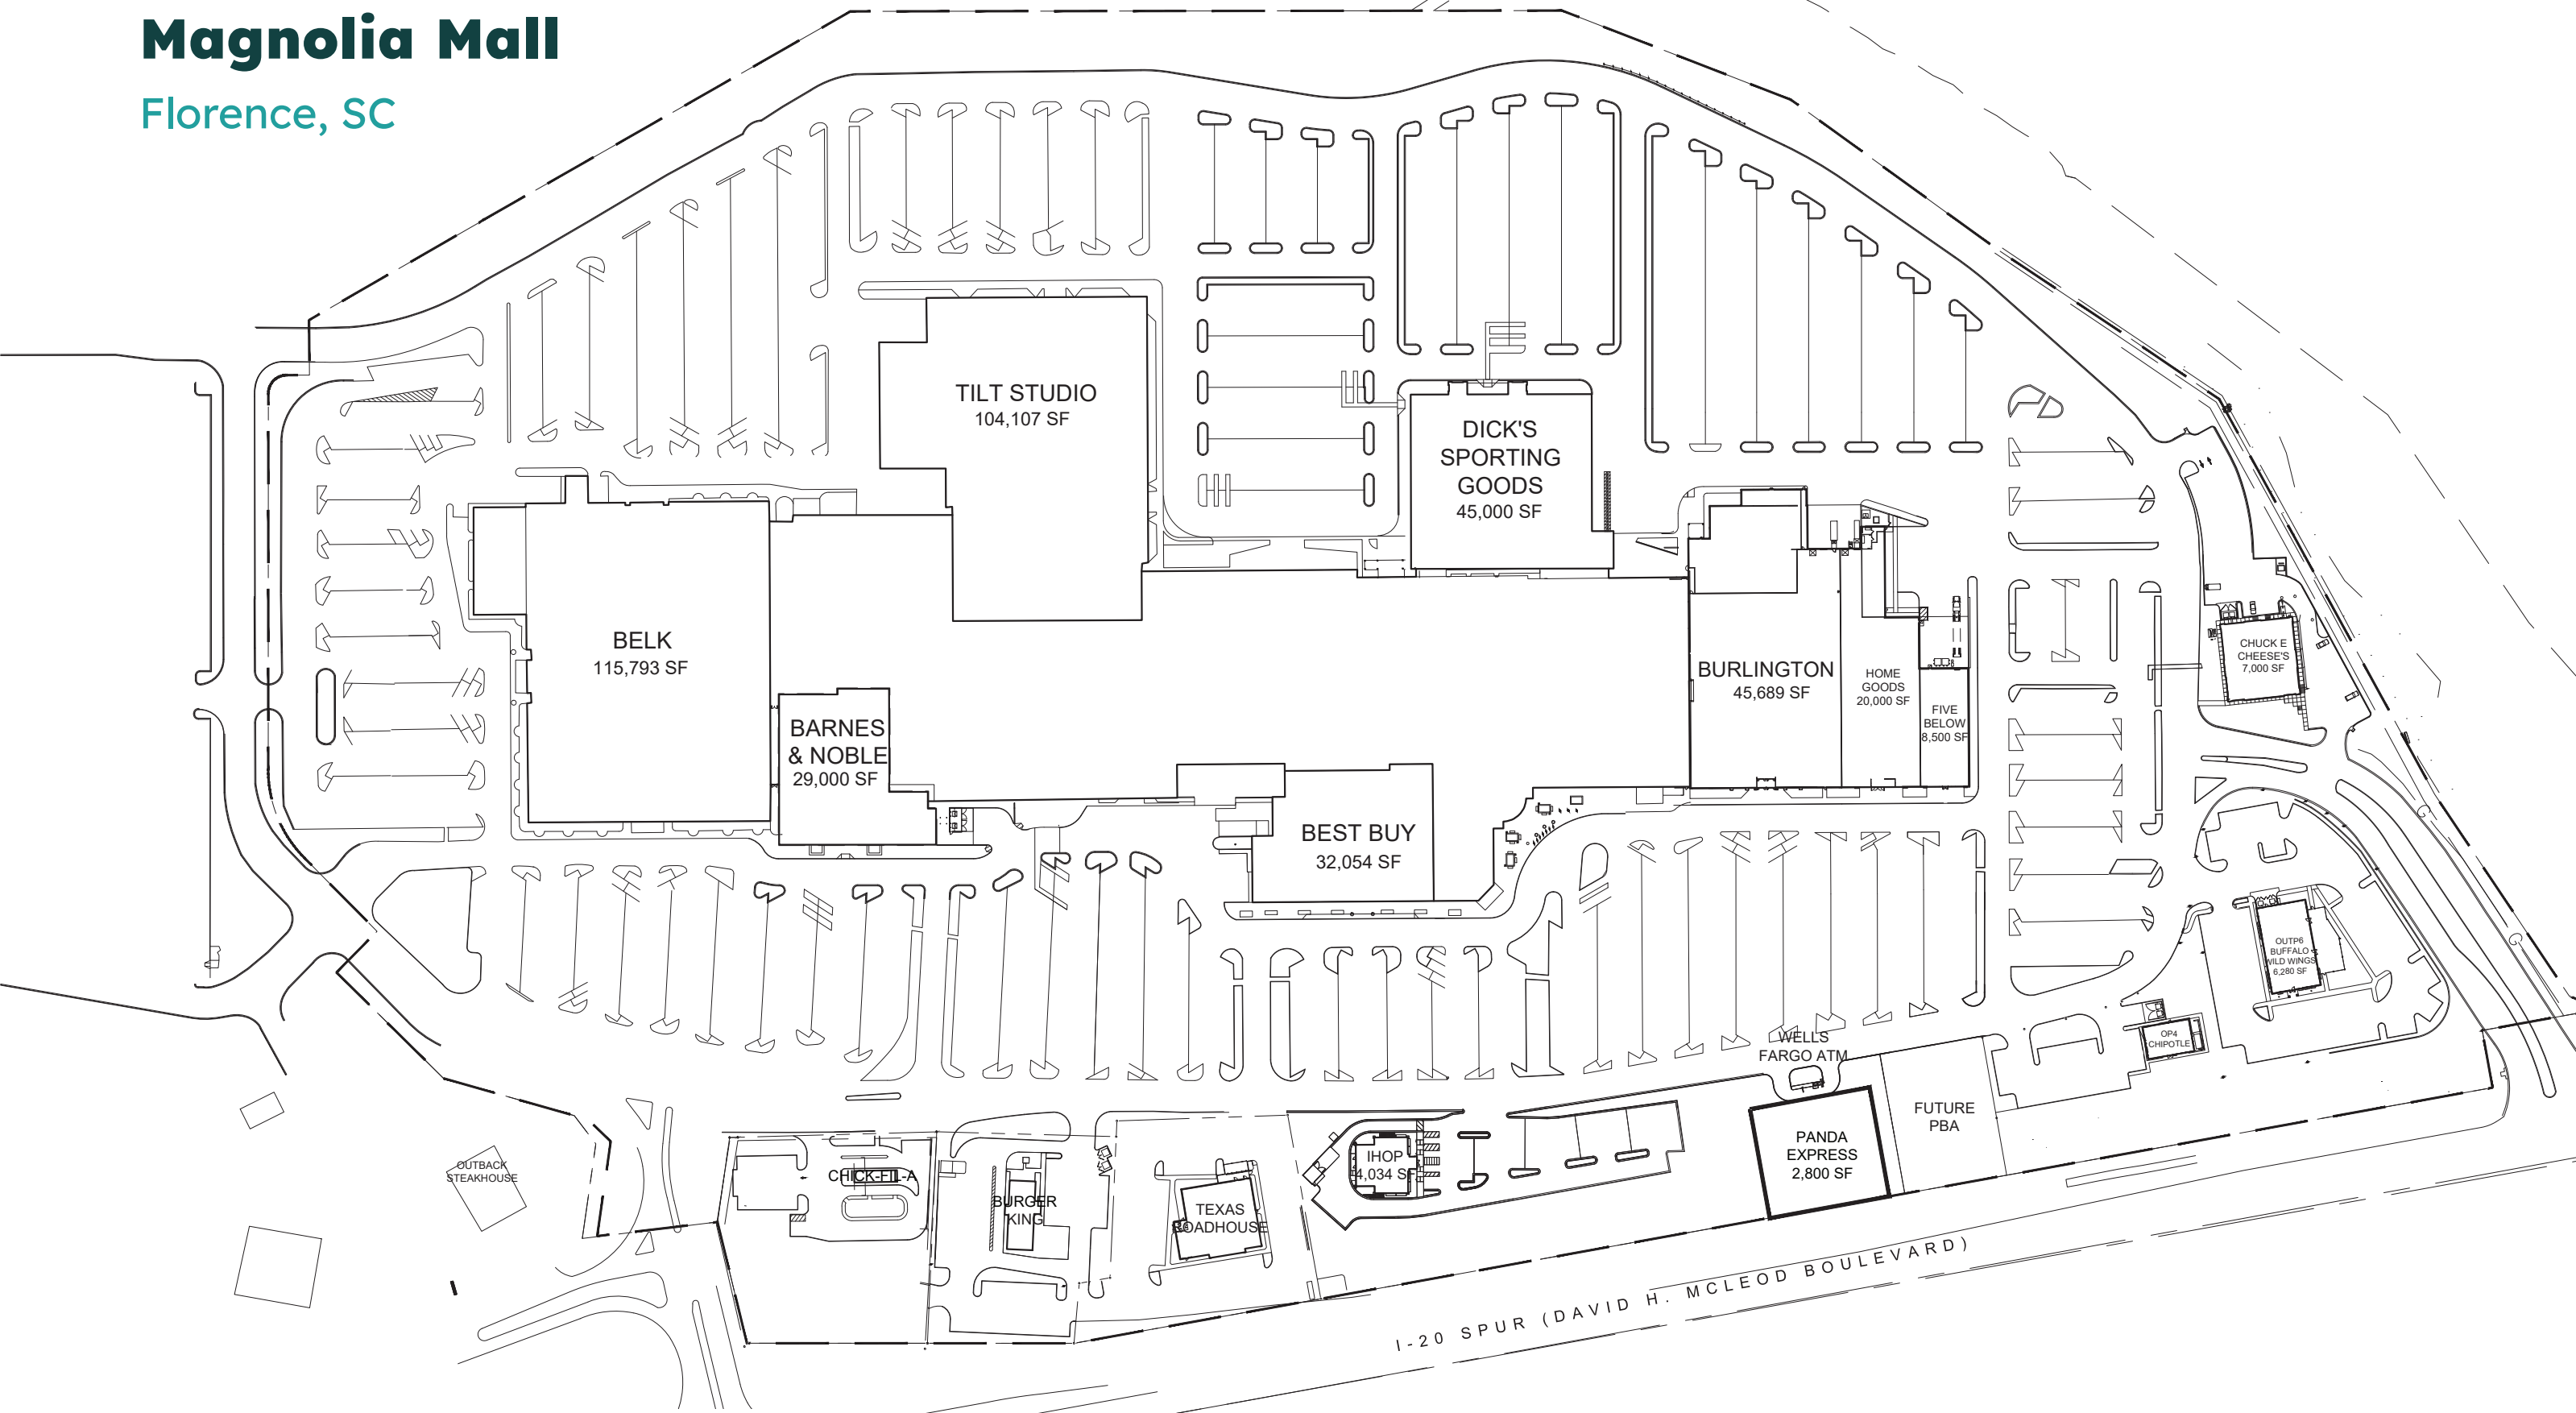 Magnolia Mall
Florence, SC
TILT STUDIO
104,107 SF
DICK'S
SPORTING
GOODS
45,000 SF
BELK
115,793 SF
BARNES
& NOBLE
29,000 SF
BEST BUY
32,054 SF
BURLINGTON
45,689 SF
HOME
GOODS
20,000 SF
FIVE
BELOW
8,500 SF
CHUCK E
CHEESE'S
7,000 SF
OUTP6
BUFFALO
WILD WINGS
6,280 SF
OP4
CHIPOTLE
WELLS
FARGO ATM
FUTURE
PBA
PANDA
EXPRESS
2,800 SF
IHOP
4,034 SF
TEXAS
ROADHOUSE
BURGER
KING
CHICK-FIL-A
OUTBACK
STEAKHOUSE
I-20 SPUR (DAVID H. MCLEOD BOULEVARD)
G
G